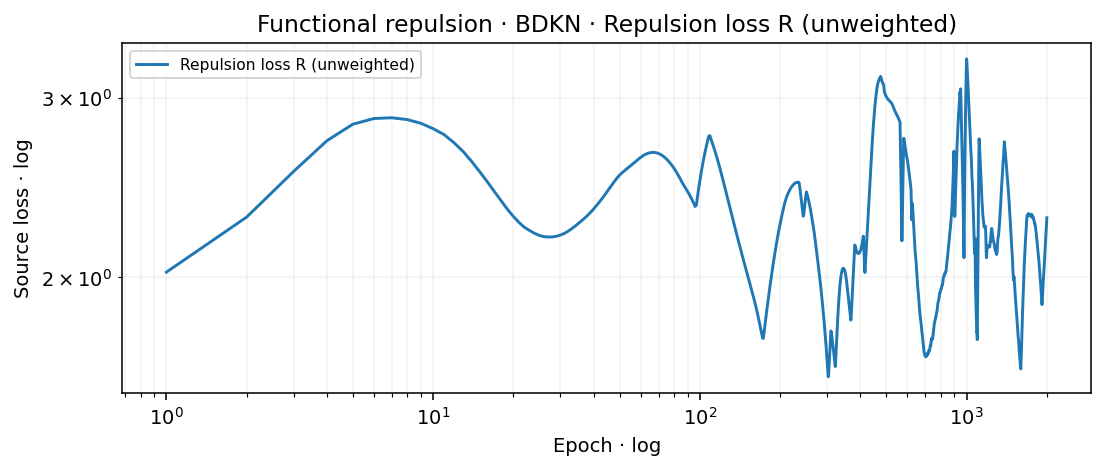 Functional repulsion · BDKN · Repulsion loss R (unweighted)
Repulsion loss R (unweighted)
Source loss · log
3 × 10⁰
2 × 10⁰
10⁰ 10¹ 10² 10³
Epoch · log